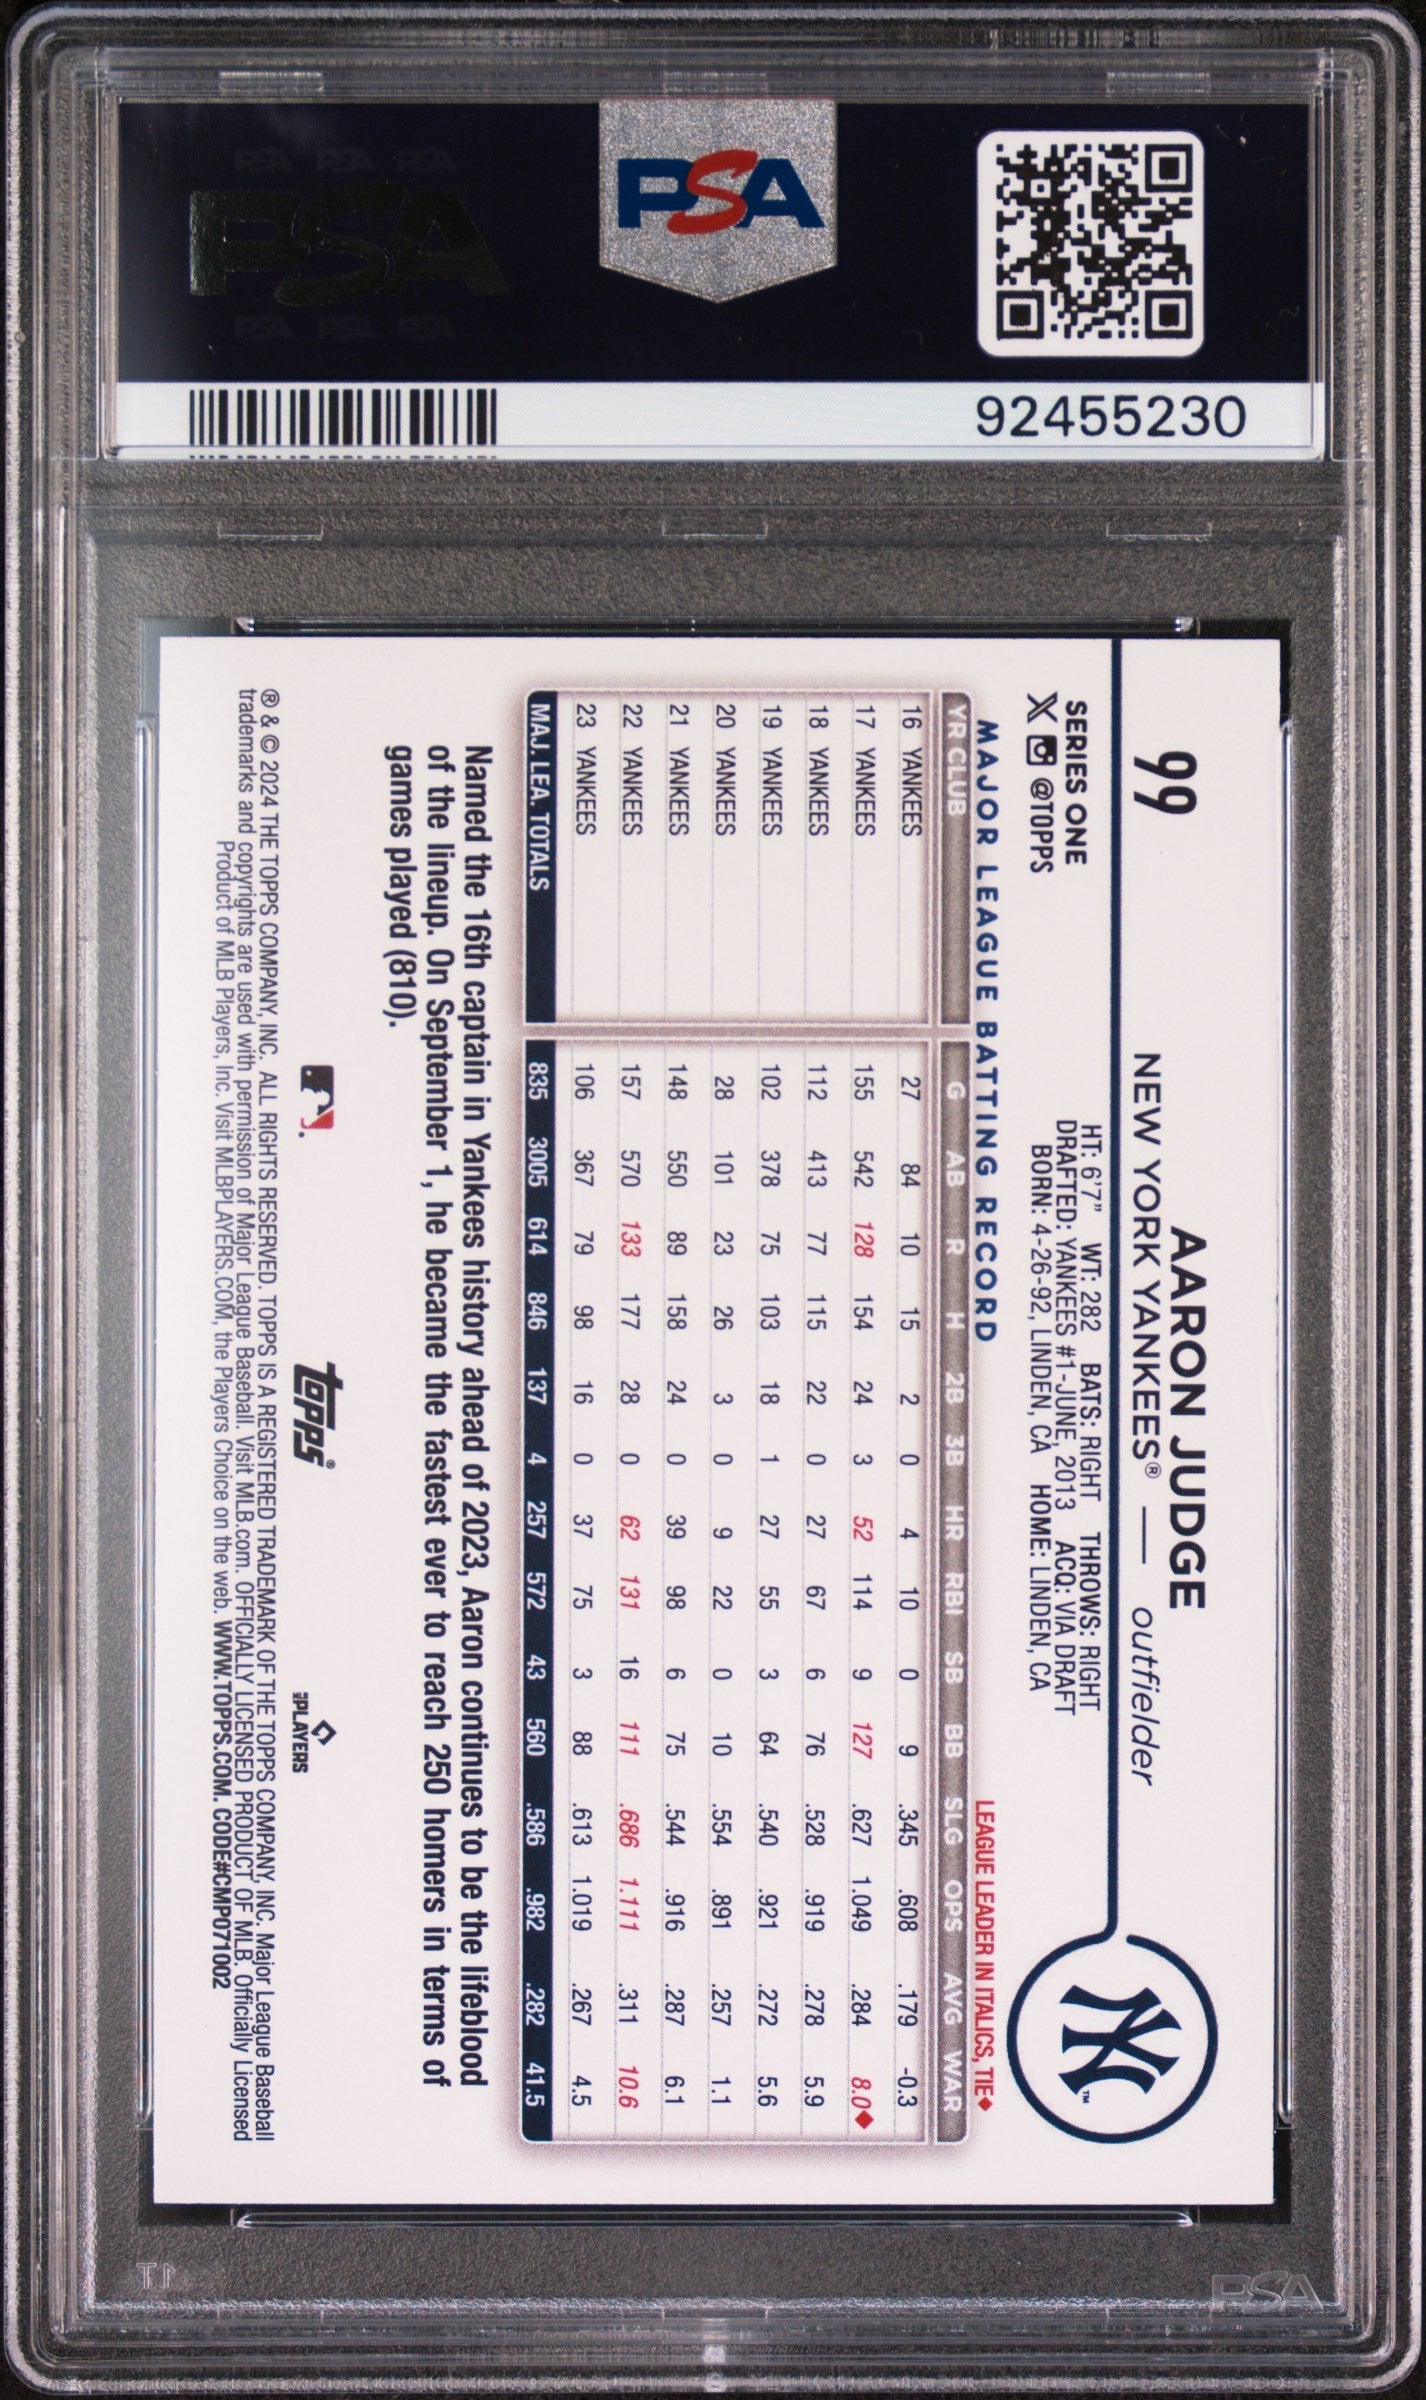 PSA PSA PSA
PSA
PSA PSA PSA
PSA
92455230
99
AARON JUDGE
NEW YORK YANKEES® — outfielder
NY™
SERIES ONE
X @TOPPS
HT: 6'7" WT: 282 BATS: RIGHT THROWS: RIGHT
DRAFTED: YANKEES #1-JUNE, 2013 ACQ: VIA DRAFT
BORN: 4-26-92, LINDEN, CA HOME: LINDEN, CA
MAJOR LEAGUE BATTING RECORD LEAGUE LEADER IN ITALICS, TIE◆
YR CLUB G AB R H 2B 3B HR RBI SB BB SLG OPS AVG WAR
16 YANKEES 27 84 10 15 2 0 4 10 0 9 .345 .608 .179 -0.3
17 YANKEES 155 542 128 154 24 3 52 114 9 127 .627 1.049 .284 8.0◆
18 YANKEES 112 413 77 115 22 0 27 67 6 76 .528 .919 .278 5.9
19 YANKEES 102 378 75 103 18 1 27 55 3 64 .540 .921 .272 5.6
20 YANKEES 28 101 23 26 3 0 9 22 0 10 .554 .891 .257 1.1
21 YANKEES 148 550 89 158 24 0 39 98 6 75 .544 .916 .287 6.1
22 YANKEES 157 570 133 177 28 0 62 131 16 111 .686 1.111 .311 10.6
23 YANKEES 106 367 79 98 16 0 37 75 3 88 .613 1.019 .267 4.5
MAJ. LEA. TOTALS 835 3005 614 846 137 4 257 572 43 560 .586 .982 .282 41.5
Named the 16th captain in Yankees history ahead of 2023, Aaron continues to be the lifeblood
of the lineup. On September 1, he became the fastest ever to reach 250 homers in terms of
games played (810).
topps®
PLAYERS
® & © 2024 THE TOPPS COMPANY, INC. ALL RIGHTS RESERVED. TOPPS IS A REGISTERED TRADEMARK OF THE TOPPS COMPANY, INC. Major League Baseball
trademarks and copyrights are used with permission of Major League Baseball. Visit MLB.com. OFFICIALLY LICENSED PRODUCT OF MLB. Officially Licensed
Product of MLB Players, Inc. Visit MLBPLAYERS.COM, the Players Choice on the web. WWW.TOPPS.COM. CODE#CMP071002
PSA